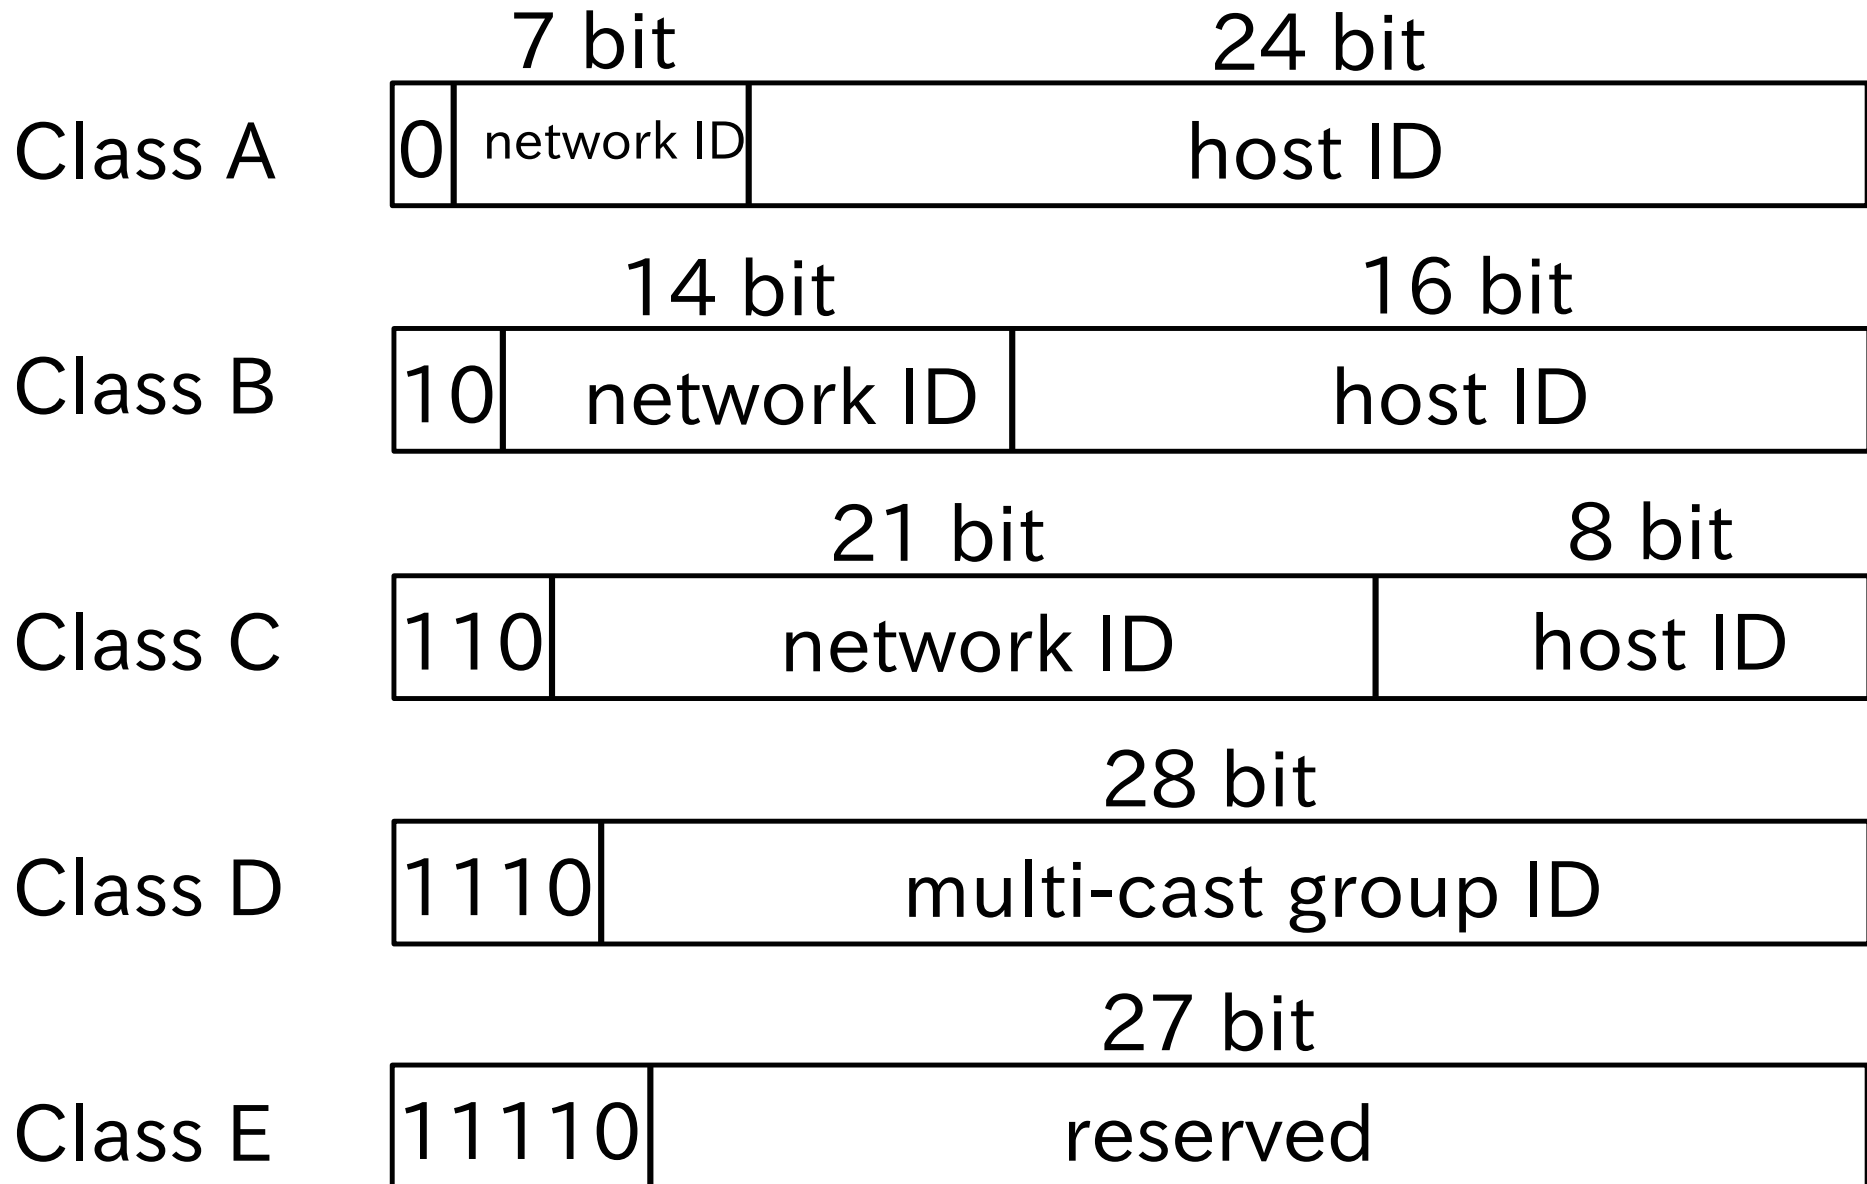 7 bit 24 bit
Class A 0 network ID host ID
14 bit 16 bit
Class B 10 network ID host ID
21 bit 8 bit
Class C 110 network ID host ID
28 bit
Class D 1110 multi-cast group ID
27 bit
Class E 11110 reserved